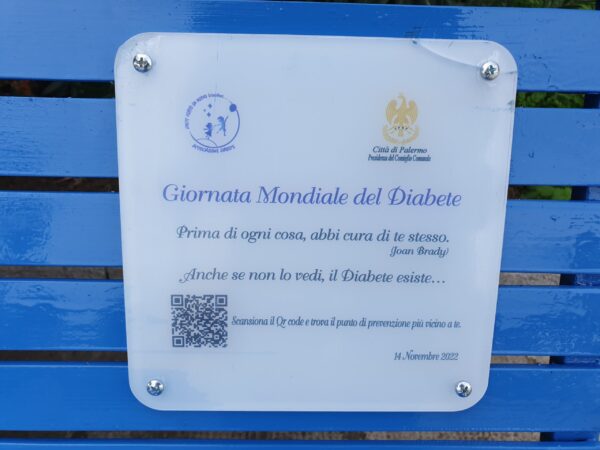 Città di Palermo
Presidenza del Consiglio Comunale
Giornata Mondiale del Diabete
Prima di ogni cosa, abbi cura di te stesso.
(Joan Brady)
Anche se non lo vedi, il Diabete esiste...
Scansiona il Qr code e trova il punto di prevenzione più vicino a te.
14 Novembre 2022